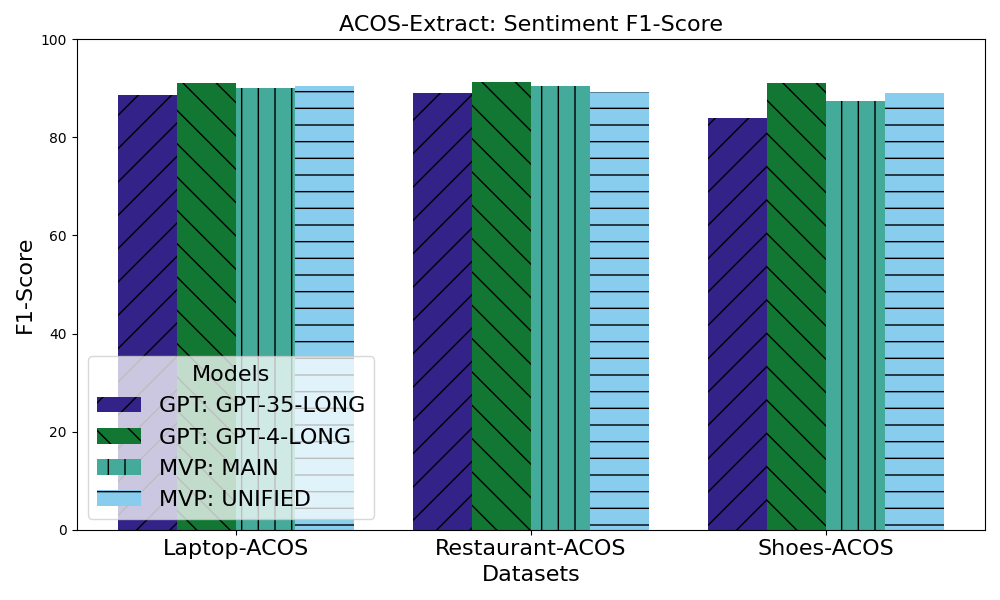 ACOS-Extract: Sentiment F1-Score
100
80
60
40
20
0
F1-Score
Models
GPT: GPT-35-LONG
GPT: GPT-4-LONG
MVP: MAIN
MVP: UNIFIED
Laptop-ACOS
Restaurant-ACOS
Shoes-ACOS
Datasets